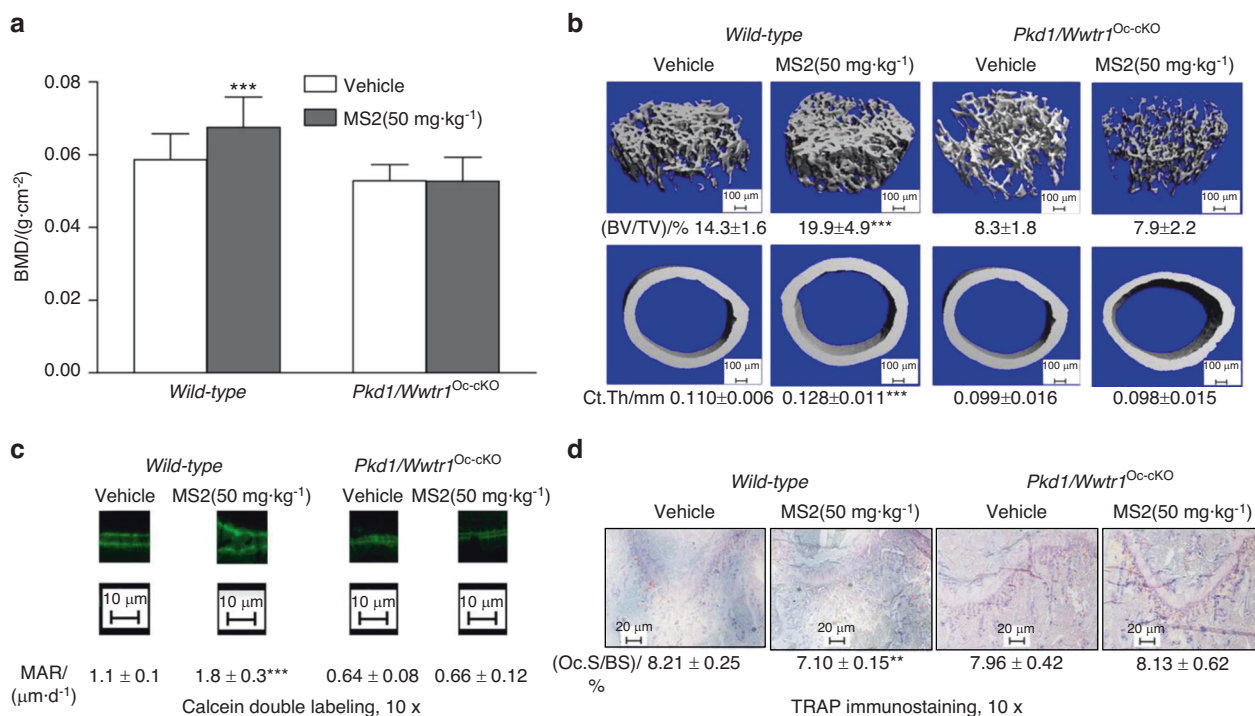 a
0.08
0.06
0.04
0.02
0.00
BMD/(g·cm⁻²)
***
Vehicle
MS2(50 mg·kg⁻¹)
Wild-type
Pkd1/Wwtr1ᴼᶜ⁻ᶜᴷᴼ
b
Wild-type Pkd1/Wwtr1ᴼᶜ⁻ᶜᴷᴼ
Vehicle MS2(50 mg·kg⁻¹) Vehicle MS2(50 mg·kg⁻¹)
100 μm 100 μm 100 μm 100 μm
(BV/TV)/% 14.3±1.6 19.9±4.9*** 8.3±1.8 7.9±2.2
100 μm 100 μm 100 μm 100 μm
Ct.Th/mm 0.110±0.006 0.128±0.011*** 0.099±0.016 0.098±0.015
c
Wild-type Pkd1/Wwtr1ᴼᶜ⁻ᶜᴷᴼ
Vehicle MS2(50 mg·kg⁻¹) Vehicle MS2(50 mg·kg⁻¹)
10 μm 10 μm 10 μm 10 μm
MAR/
(μm·d⁻¹)
1.1 ± 0.1 1.8 ± 0.3*** 0.64 ± 0.08 0.66 ± 0.12
Calcein double labeling, 10 x
d
Wild-type Pkd1/Wwtr1ᴼᶜ⁻ᶜᴷᴼ
Vehicle MS2(50 mg·kg⁻¹) Vehicle MS2(50 mg·kg⁻¹)
20 μm 20 μm 20 μm 20 μm
(Oc.S/BS)/ 8.21 ± 0.25 7.10 ± 0.15** 7.96 ± 0.42 8.13 ± 0.62
%
TRAP immunostaining, 10 x